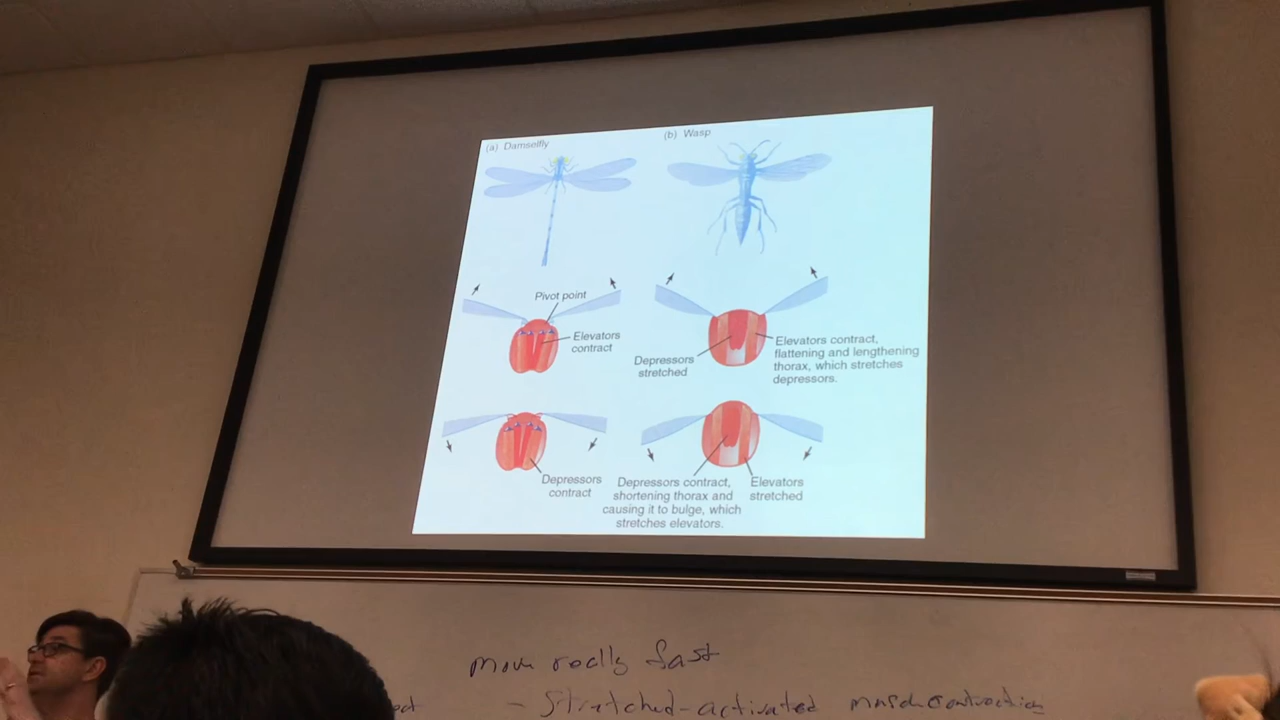 (a) Damselfly
(b) Wasp
Pivot point
Elevators
contract
Depressors
stretched
Elevators contract,
flattening and lengthening
thorax, which stretches
depressors.
Depressors
contract
Depressors contract,
shortening thorax and
causing it to bulge, which
stretches elevators.
Elevators
stretched
move really fast
- Stretched-activated muscle contraction